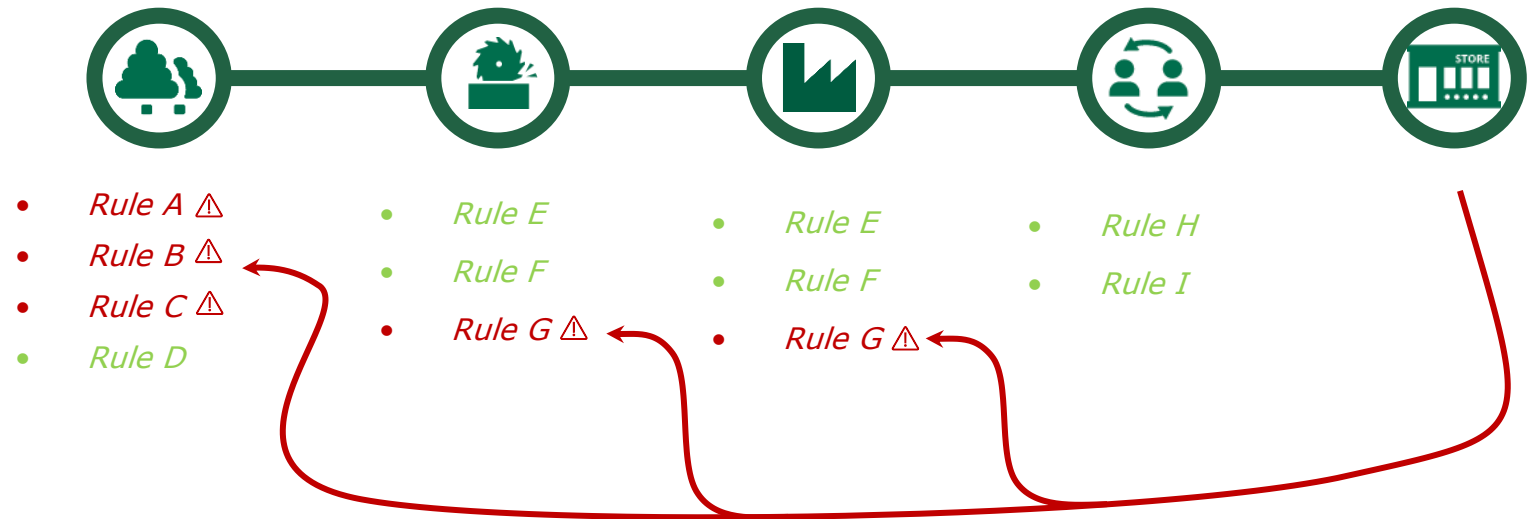 STORE
Rule A
Rule B
Rule C
Rule D
Rule E
Rule F
Rule G
Rule E
Rule F
Rule G
Rule H
Rule I